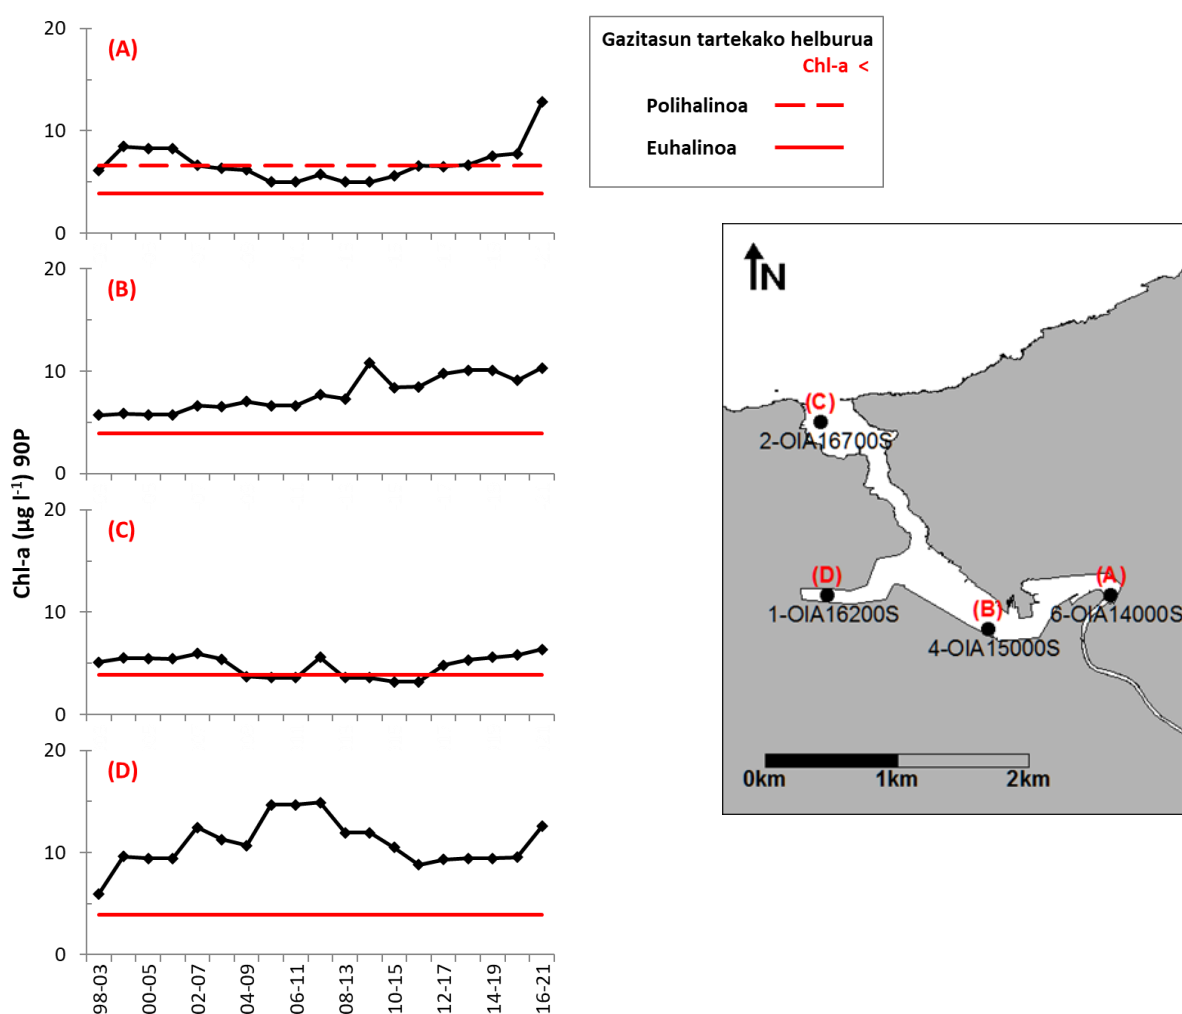 20
(A)
10
0
20
(B)
10
0
20
(C)
10
0
20
(D)
10
0
Chl-a (µg l-1) 90P
98-03
00-05
02-07
04-09
06-11
08-13
10-15
12-17
14-19
16-21
Gazitasun tartekako helburua
Chl-a <
Polihalinoa
Euhalinoa
N
(C)
2-OIA16700S
(D)
1-OIA16200S
(B)
4-OIA15000S
(A)
6-OIA14000S
0km 1km 2km